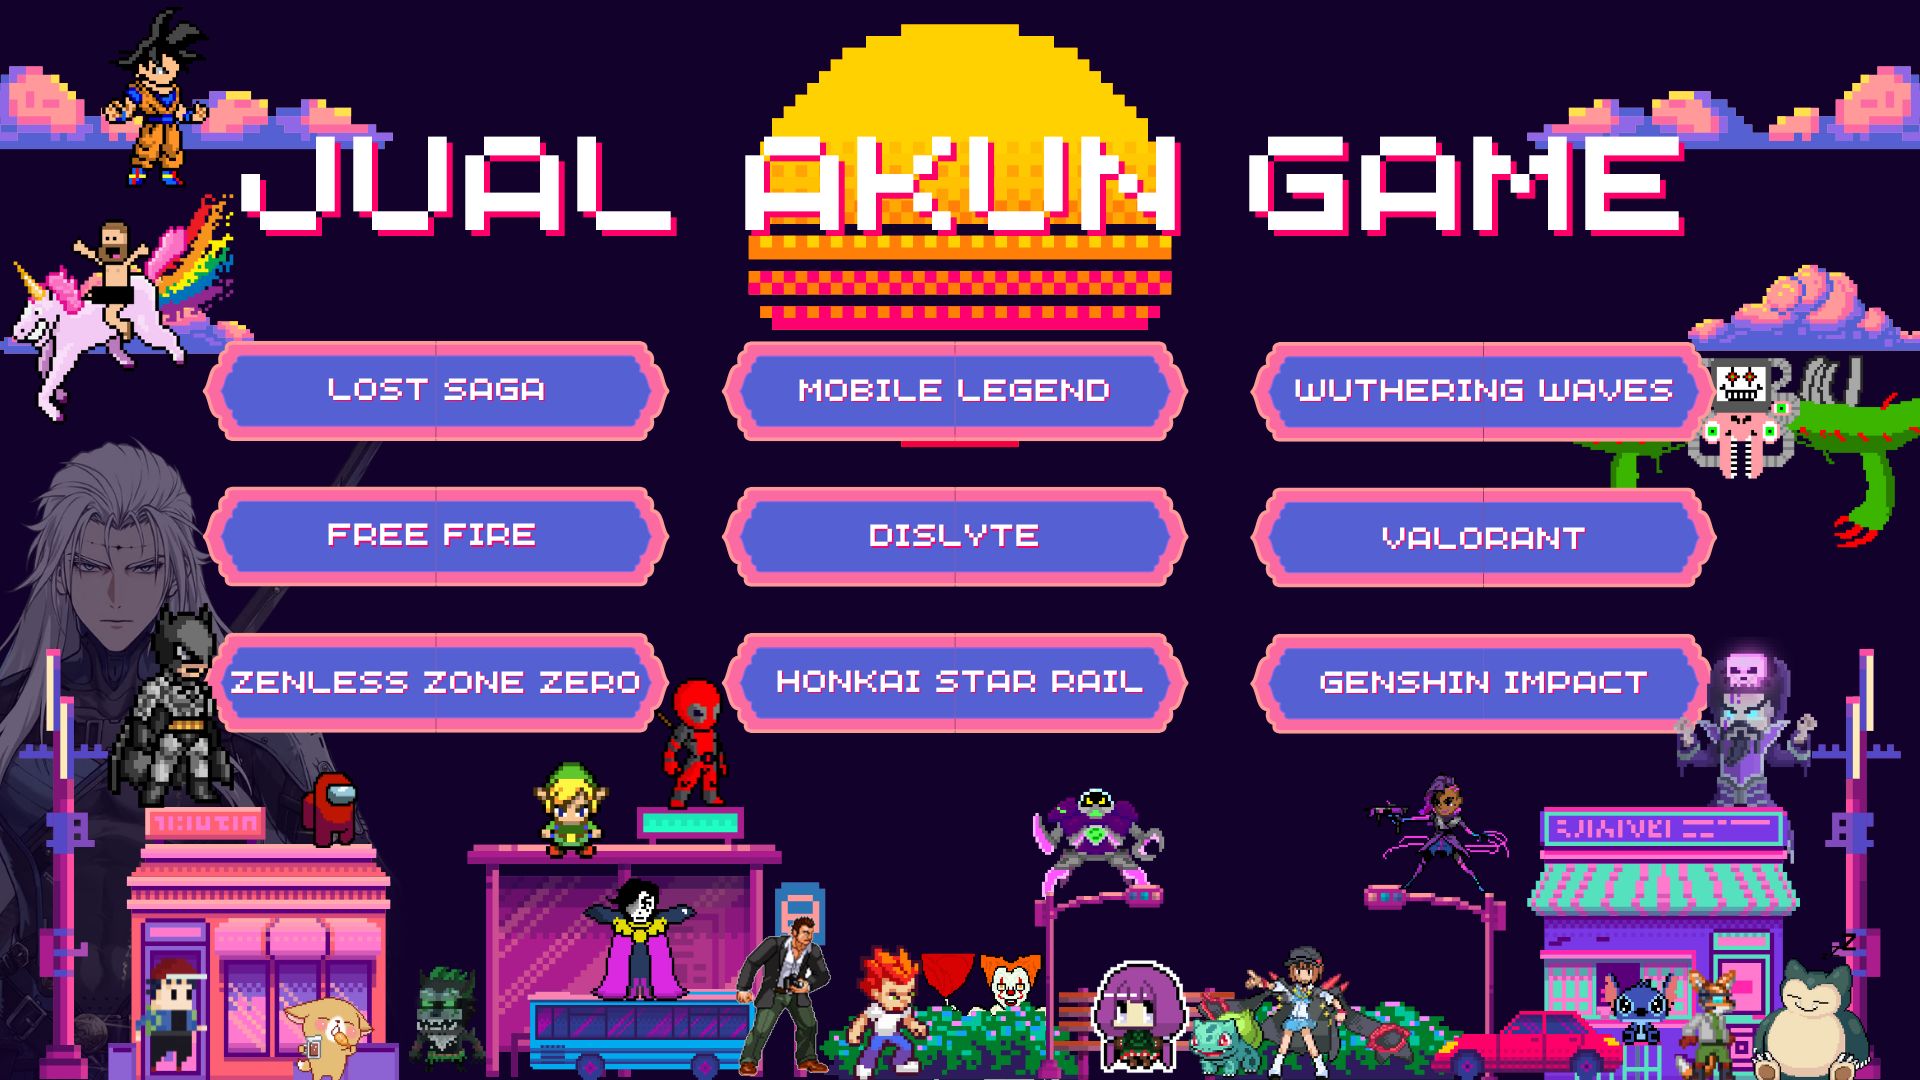 JUAL AKUN GAME
LOST SAGA
MOBILE LEGEND
WUTHERING WAVES
FREE FIRE
DISLYTE
VALORANT
ZENLESS ZONE ZERO
HONKAI STAR RAIL
GENSHIN IMPACT